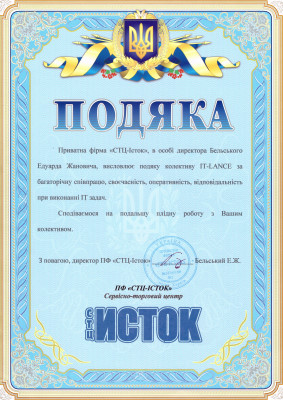 ПОДЯКА
Приватна фірма «СТЦ-Істок», в особі директора Бельського
Едуарда Жановича, висловлює подяку колективу IT-LANCE за
багаторічну співпрацю, своєчасність, оперативність, відповідальність
при виконанні ІТ задач.
Сподіваємося на подальшу плідну роботу з Вашим
колективом.
З повагою, директор ПФ «СТЦ-Істок» Бельський Е.Ж.
ПФ «СТЦ-ІСТОК»
Сервісно-торговий центр
СТЦ ИСТОК